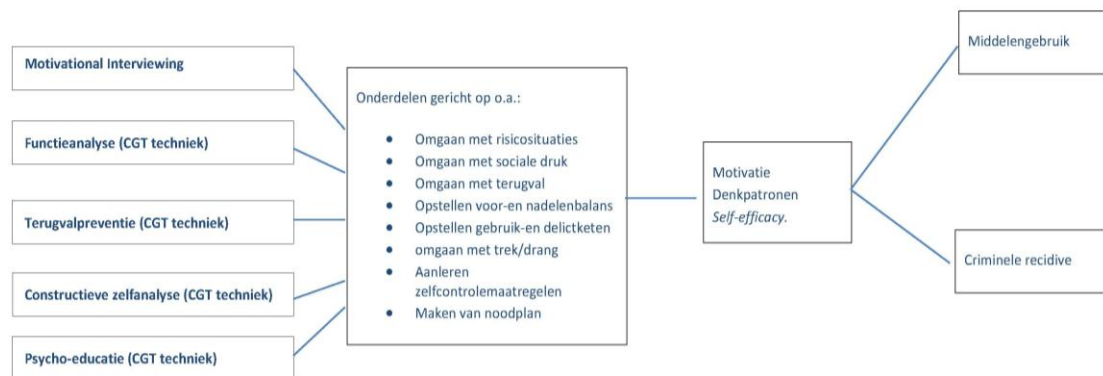 Motivational Interviewing
Functieanalyse (CGT techniek)
Terugvalpreventie (CGT techniek)
Constructieve zelfanalyse (CGT techniek)
Psycho-educatie (CGT techniek)
Onderdelen gericht op o.a.:
• Omgaan met risicosituaties
• Omgaan met sociale druk
• Omgaan met terugval
• Opstellen voor-en nadelenbalans
• Opstellen gebruik-en delictketen
• omgaan met trek/drang
• Aanleren
zelfcontrolemaatregelen
• Maken van noodplan
Motivatie
Denkpatronen
Self-efficacy.
Middelengebruik
Criminele recidive